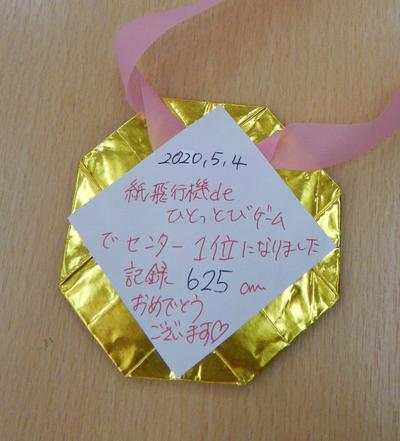 2020,5,4
紙飛行機de
ひとっとびゲーム
でセンター1位になりました
記録 625 cm
おめでとう
ございます♡